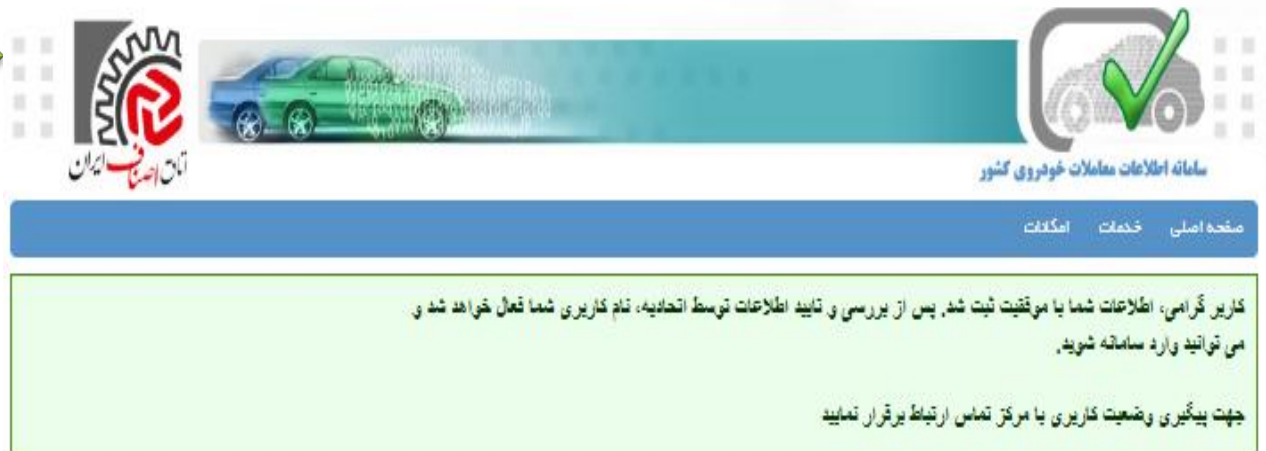 اتاق اصناف ایران
سامانه اطلاعات معاملات خودروی کشور
صفحه اصلی خدمات امکانات
کاربر گرامی، اطلاعات شما با موفقیت ثبت شد. پس از بررسی و تایید اطلاعات توسط اتحادیه، نام کاربری شما فعال خواهد شد و
می توانید وارد سامانه شوید.
جهت پیگیری وضعیت کاربری با مرکز تماس ارتباط برقرار نمایید